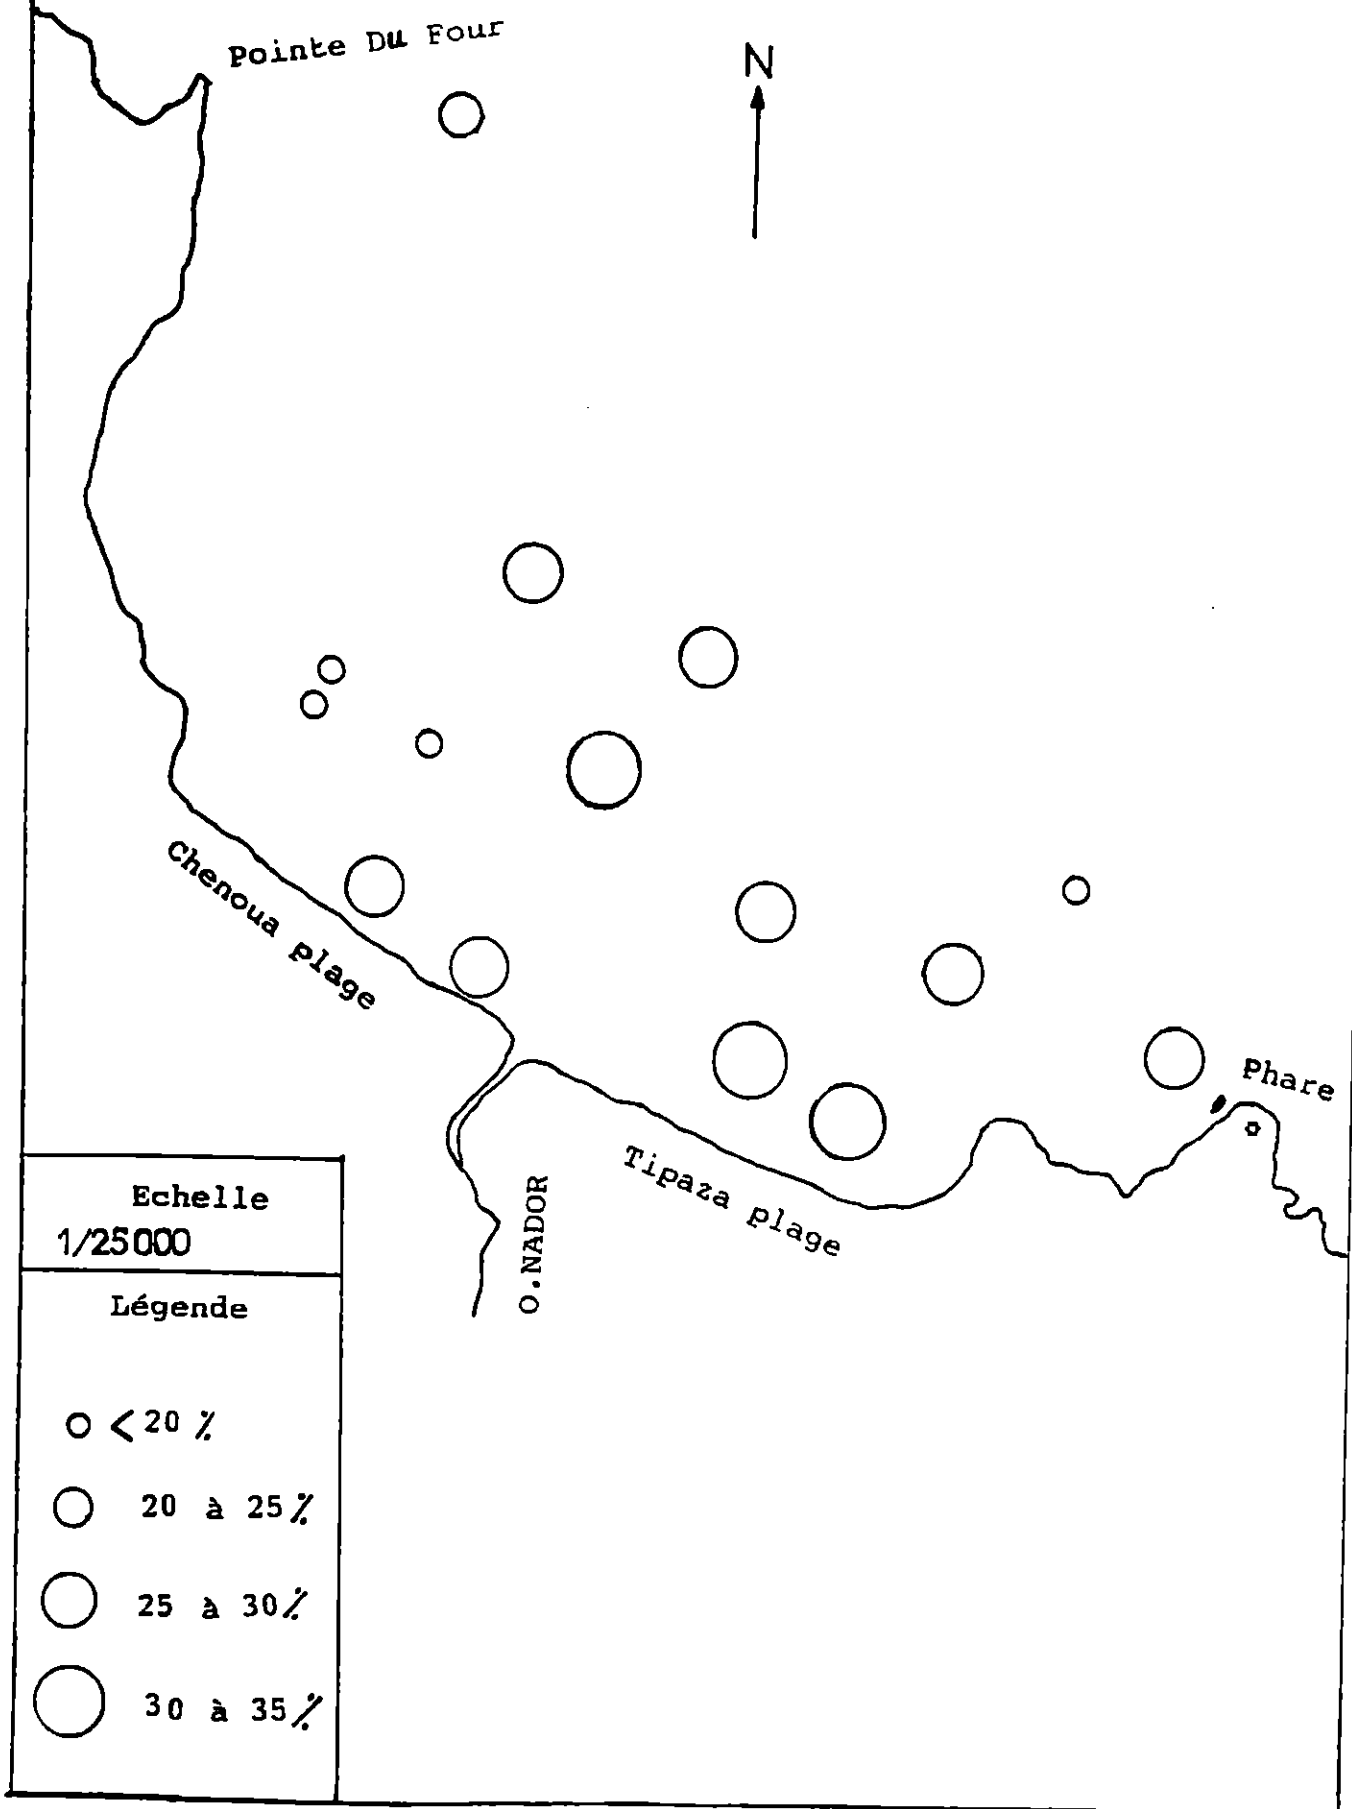 Pointe Du Four
N
Chenoua plage
Phare
Tipaza plage
O.NADOR
Echelle
1/25000
Légende
< 20 %
20 à 25 %
25 à 30 %
30 à 35 %